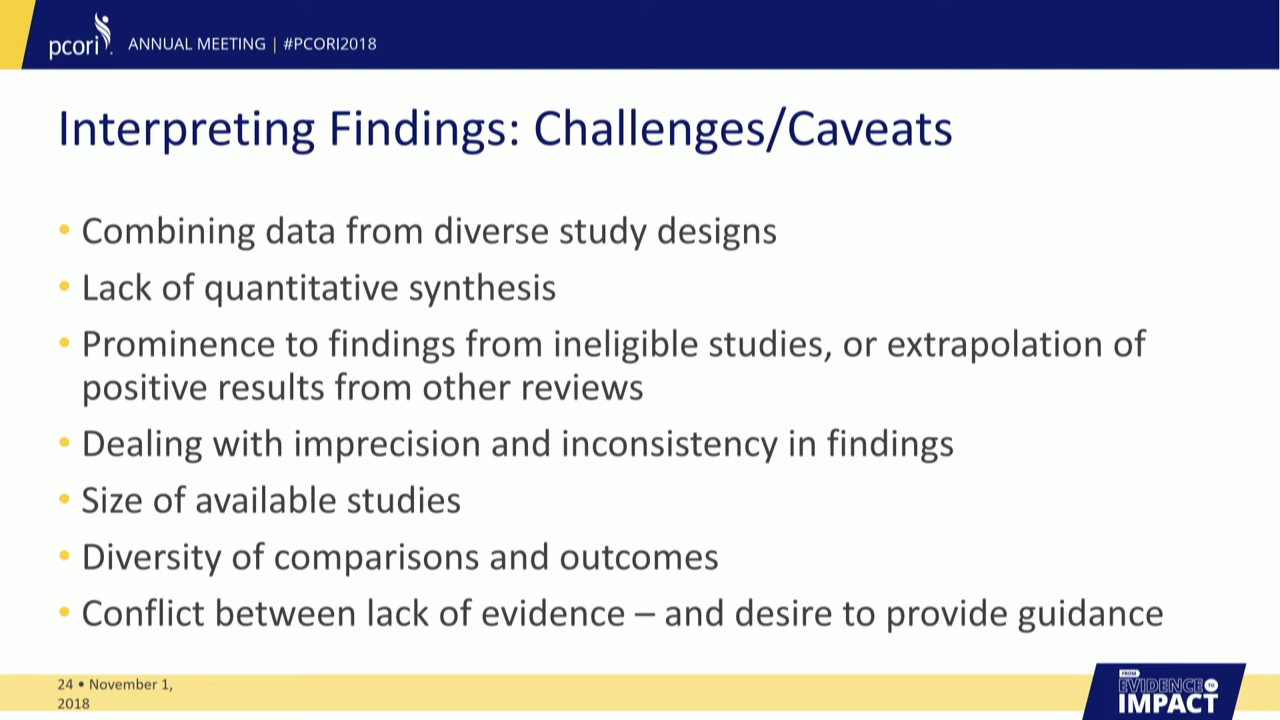 pcori
ANNUAL MEETING | #PCORI2018
Interpreting Findings: Challenges/Caveats
• Combining data from diverse study designs
• Lack of quantitative synthesis
• Prominence to findings from ineligible studies, or extrapolation of
positive results from other reviews
• Dealing with imprecision and inconsistency in findings
• Size of available studies
• Diversity of comparisons and outcomes
• Conflict between lack of evidence – and desire to provide guidance
24 • November 1,
2018
FROM
EVIDENCE TO
IMPACT